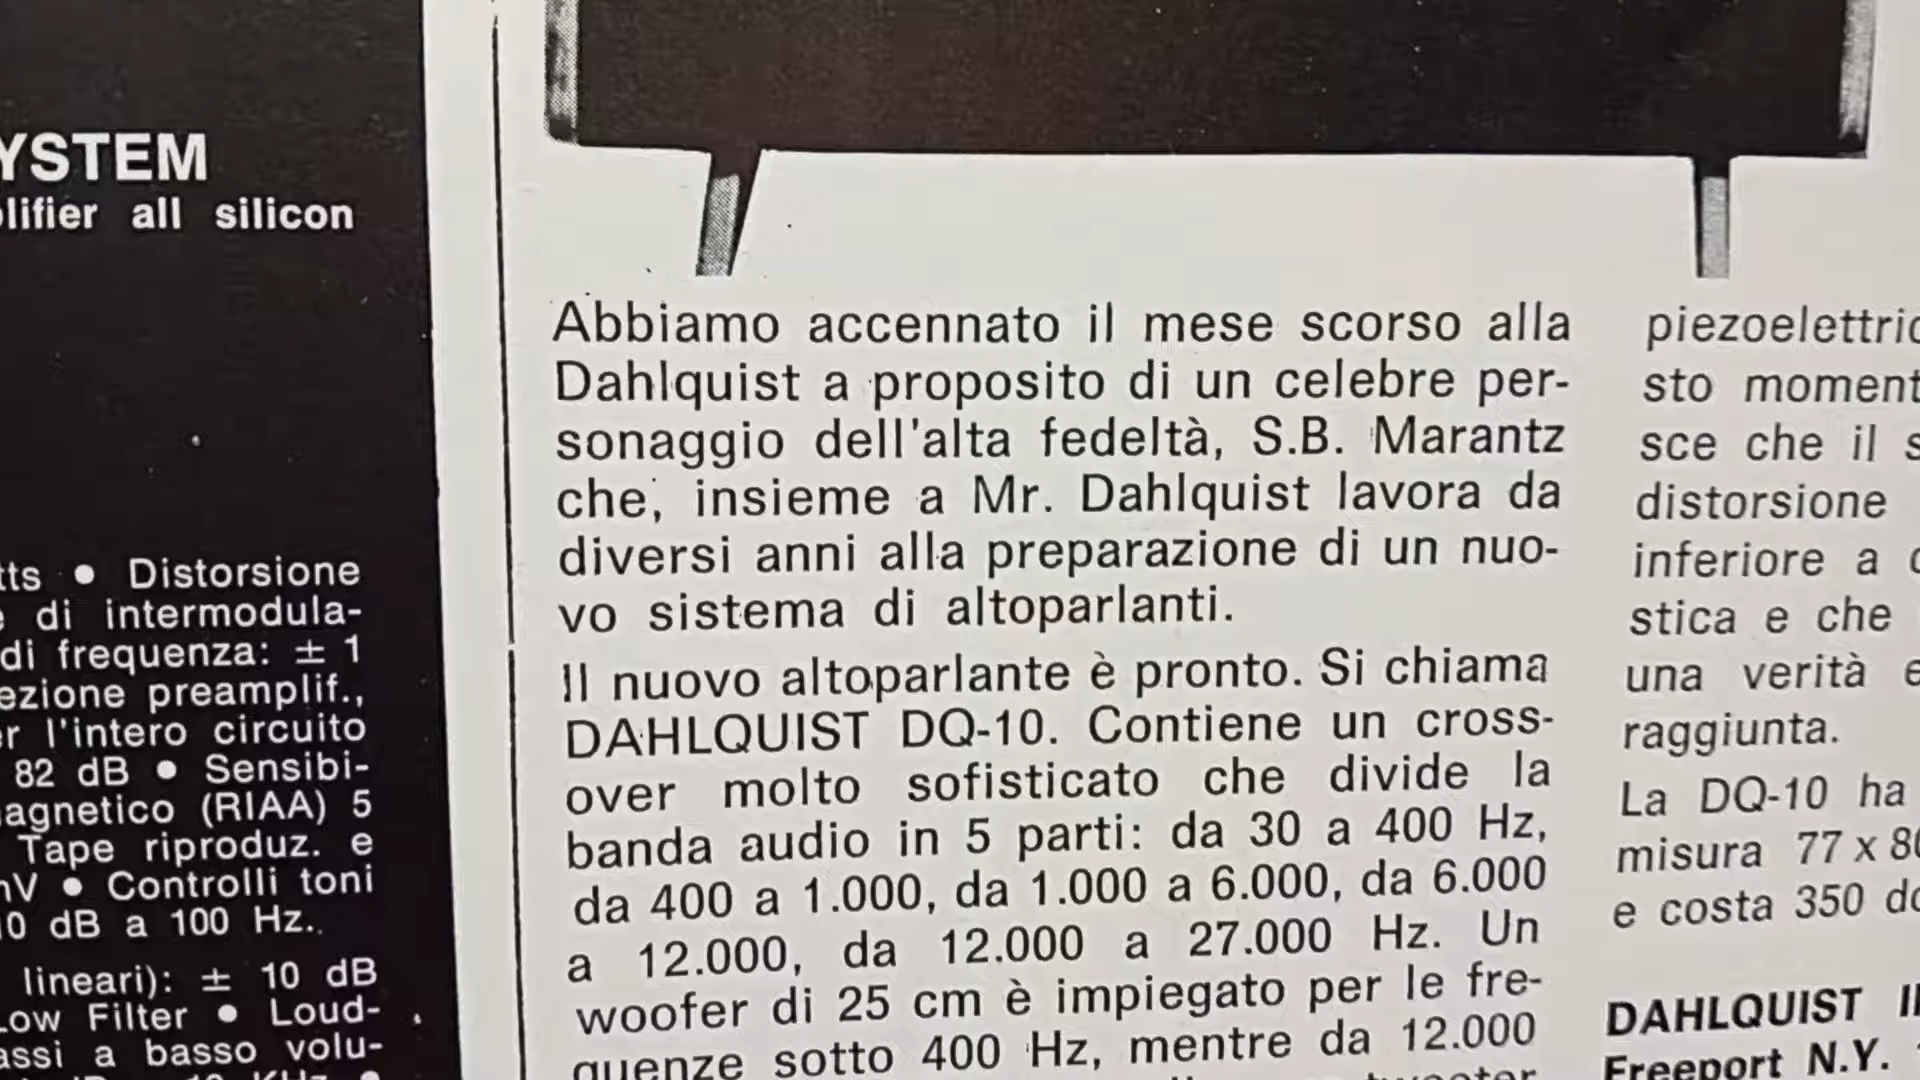 YSTEM
plifier all silicon
tts • Distorsione
e di intermodula-
di frequenza: ± 1
ezione preamplif.,
er l'intero circuito
82 dB • Sensibi-
agnetico (RIAA) 5
Tape riproduz. e
nV • Controlli toni
10 dB a 100 Hz.
lineari): ± 10 dB
Low Filter • Loud-
assi a basso volu-
Abbiamo accennato il mese scorso alla
Dahlquist a proposito di un celebre per-
sonaggio dell'alta fedeltà, S.B. Marantz
che, insieme a Mr. Dahlquist lavora da
diversi anni alla preparazione di un nuo-
vo sistema di altoparlanti.
Il nuovo altoparlante è pronto. Si chiama
DAHLQUIST DQ-10. Contiene un cross-
over molto sofisticato che divide la
banda audio in 5 parti: da 30 a 400 Hz,
da 400 a 1.000, da 1.000 a 6.000, da 6.000
a 12.000, da 12.000 a 27.000 Hz. Un
woofer di 25 cm è impiegato per le fre-
quenze sotto 400 Hz, mentre da 12.000
tweeter
piezoelettric
sto moment
sce che il s
distorsione
inferiore a
stica e che
una verità e
raggiunta.
La DQ-10 ha
misura 77 x 80
e costa 350 do
DAHLQUIST
Freeport N.Y.